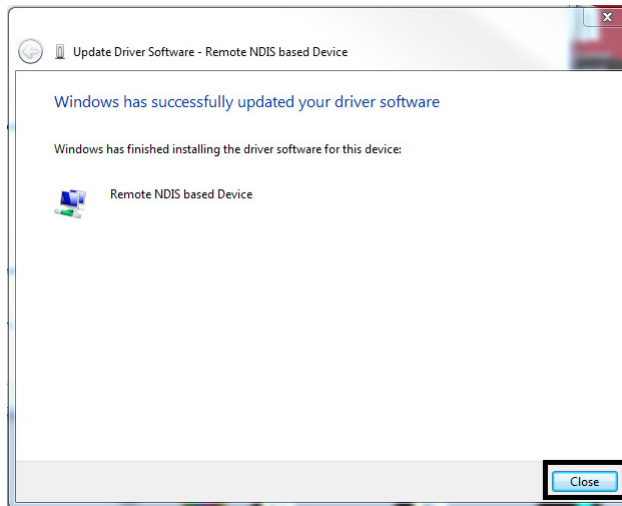 Update Driver Software - Remote NDIS based Device
Windows has successfully updated your driver software
Windows has finished installing the driver software for this device:
Remote NDIS based Device
Close